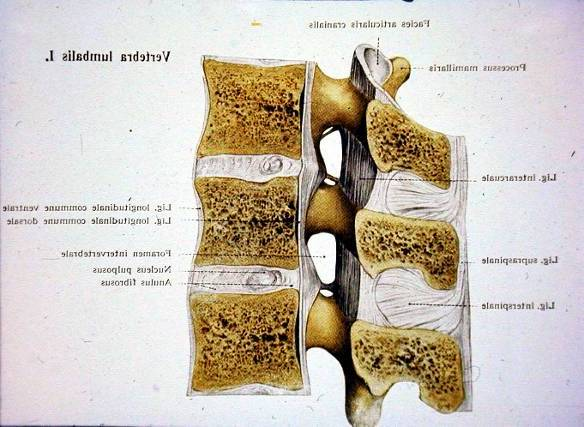 Facies articularis cranialis
Vertebra lumbalis I.
Processus mamillaris
Lig. interarcuale
Lig. longitudinale commune ventrale
Lig. longitudinale commune dorsale
Foramen intervertebrale
Lig. supraspinale
Nucleus pulposus
Anulus fibrosus
Lig. interspinale